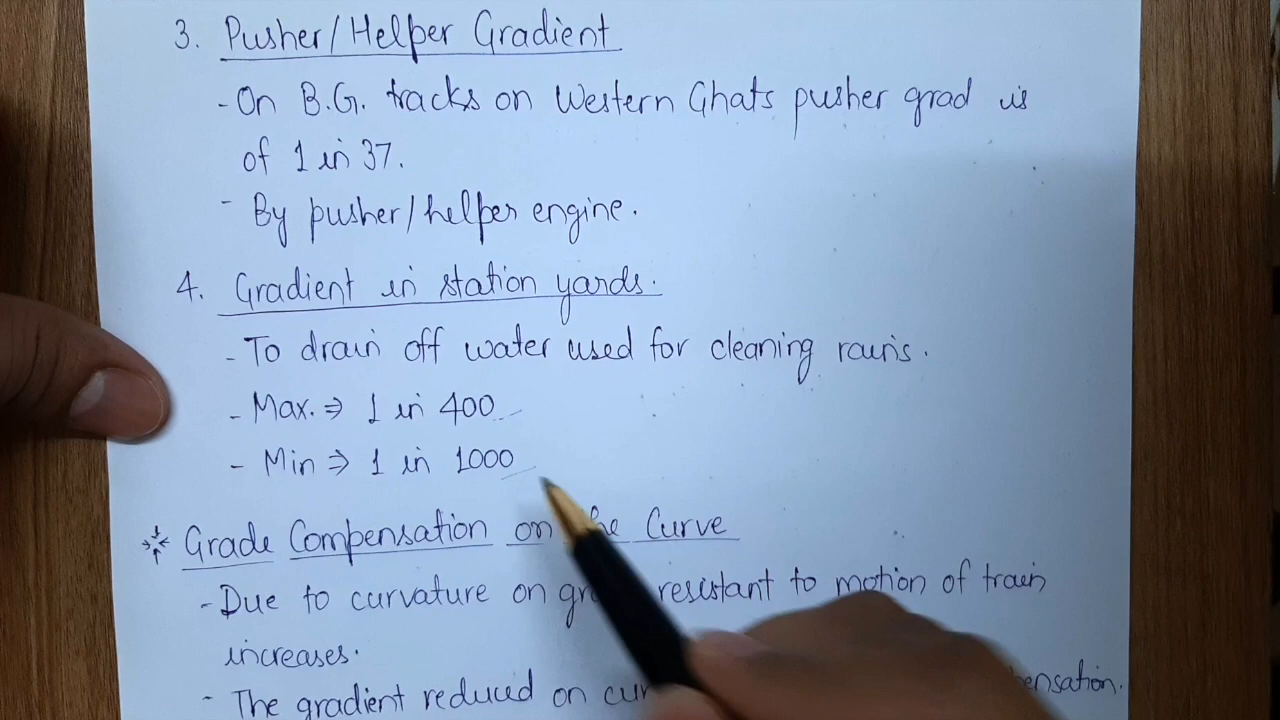 3. Pusher/Helper Gradient
- On B.G. tracks on Western Ghats pusher grad is
of 1 in 37.
- By pusher/helper engine.
4. Gradient in station yards.
- To drain off water used for cleaning rains.
- Max. ⇒ 1 in 400
- Min ⇒ 1 in 1000
Grade Compensation on the Curve
- Due to curvature on resistant to motion of train
increases.
- The gradient reduced on